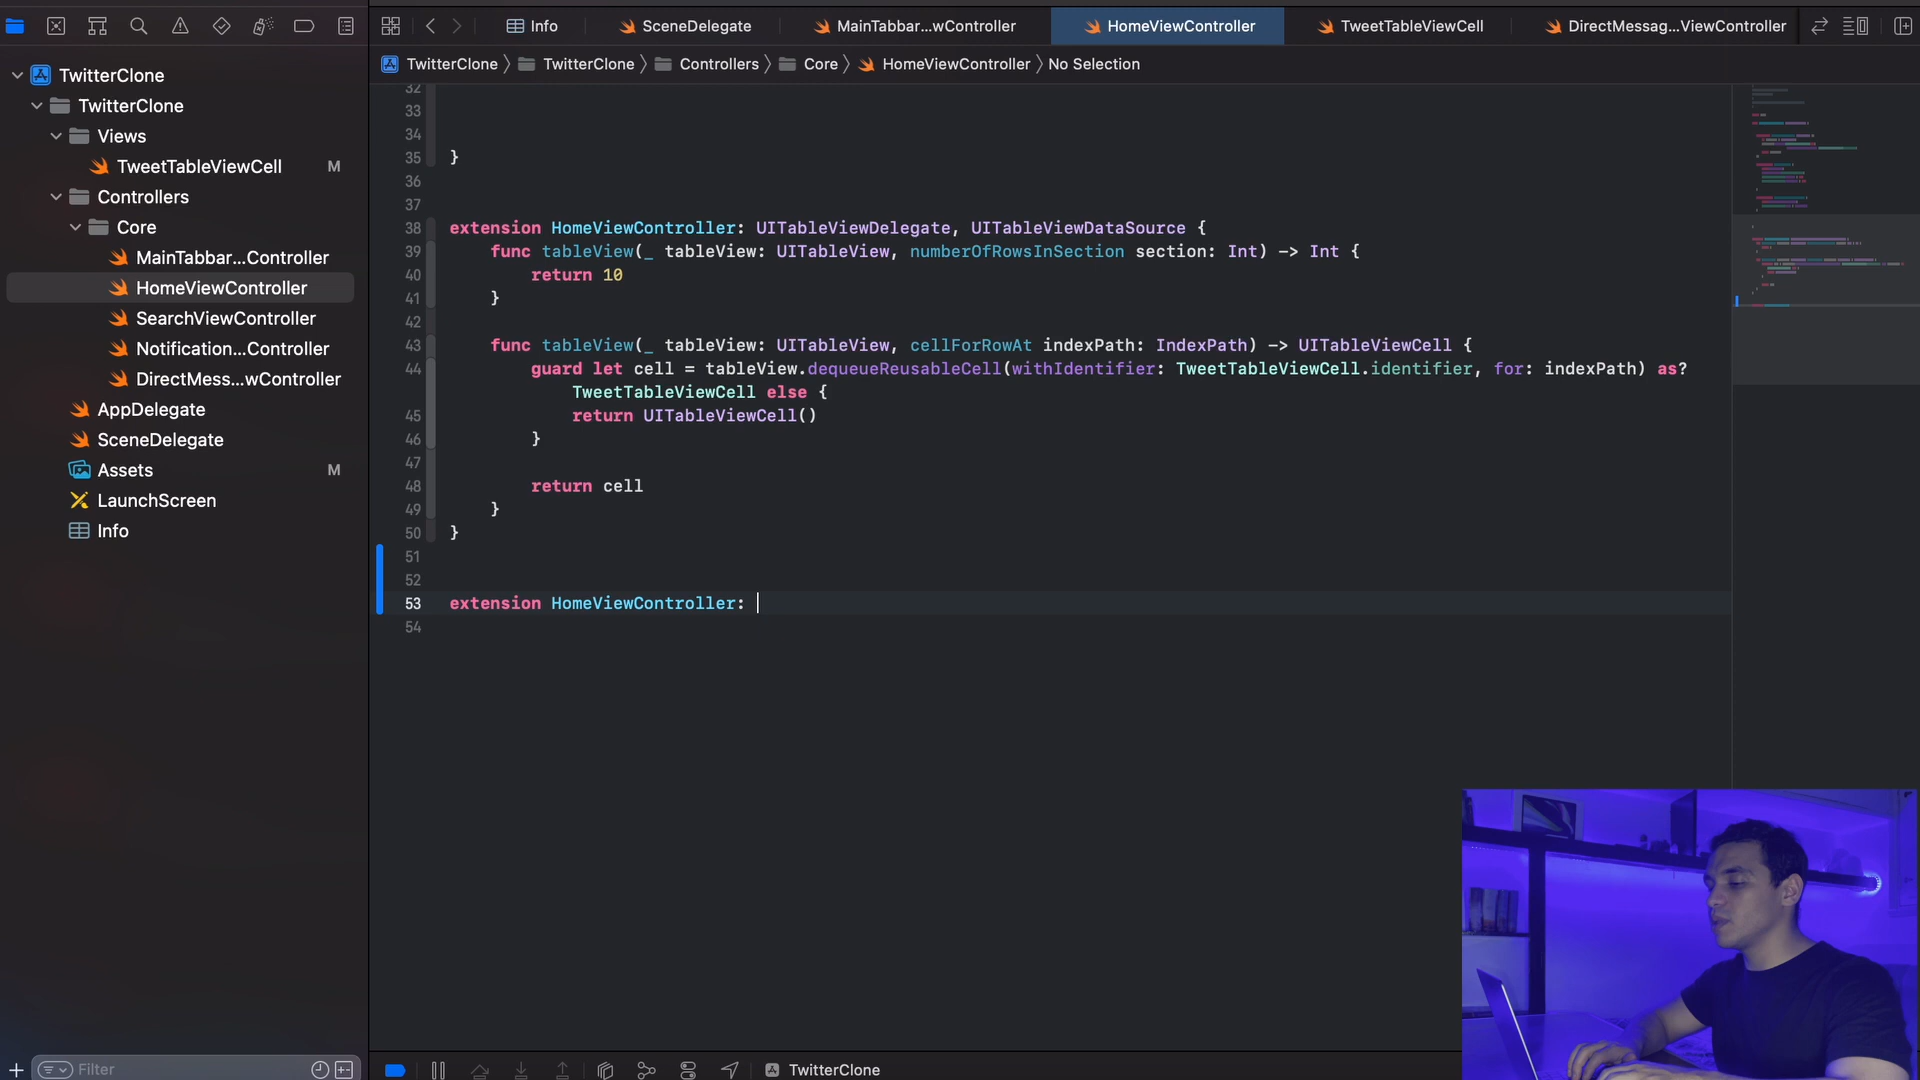 Info
SceneDelegate
MainTabbar...wController
HomeViewController
TweetTableViewCell
DirectMessag...ViewController
TwitterClone
TwitterClone
Controllers
Core
HomeViewController
No Selection
TwitterClone
TwitterClone
Views
TweetTableViewCell M
Controllers
Core
MainTabbar...Controller
HomeViewController
SearchViewController
Notification...Controller
DirectMess...wController
AppDelegate
SceneDelegate
Assets M
LaunchScreen
Info
32
33
34
35 }
36
37
38 extension HomeViewController: UITableViewDelegate, UITableViewDataSource {
39 func tableView(_ tableView: UITableView, numberOfRowsInSection section: Int) -> Int {
40 return 10
41 }
42
43 func tableView(_ tableView: UITableView, cellForRowAt indexPath: IndexPath) -> UITableViewCell {
44 guard let cell = tableView.dequeueReusableCell(withIdentifier: TweetTableViewCell.identifier, for: indexPath) as?
TweetTableViewCell else {
45 return UITableViewCell()
46 }
47
48 return cell
49 }
50 }
51
52
53 extension HomeViewController:
54
Filter
TwitterClone